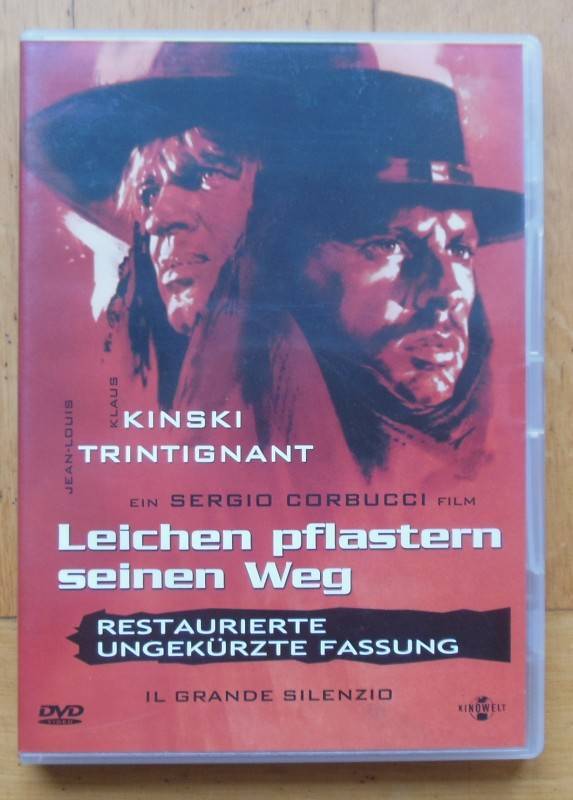 KLAUS
KINSKI
JEAN-LOUIS
TRINTIGNANT
EIN SERGIO CORBUCCI FILM
Leichen pflastern
seinen Weg
RESTAURIERTE
UNGEKÜRZTE FASSUNG
IL GRANDE SILENZIO
DVD
VIDEO
KINOWELT